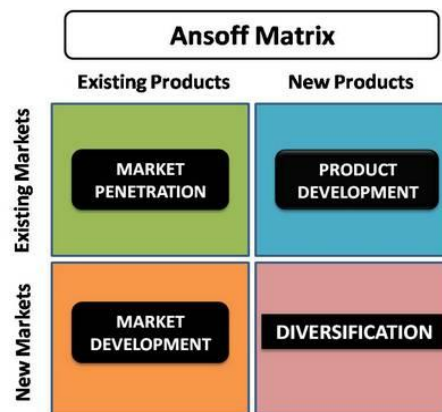 Ansoff Matrix
Existing Products
New Products
Existing Markets
MARKET
PENETRATION
PRODUCT
DEVELOPMENT
New Markets
MARKET
DEVELOPMENT
DIVERSIFICATION